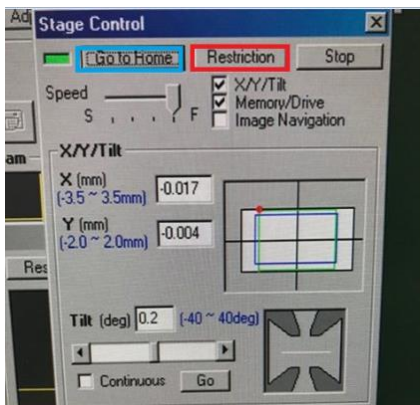 Ad
Stage Control
Go to Home Restriction Stop
Speed
S F
X/Y/Tilt
Memory/Drive
Image Navigation
am
X/Y/Tilt
X (mm)
(-3.5 ~ 3.5mm) -0.017
Y (mm)
(-2.0 ~ 2.0mm) -0.004
Res
Tilt (deg) 0.2 (-40 ~ 40deg)
Continuous Go